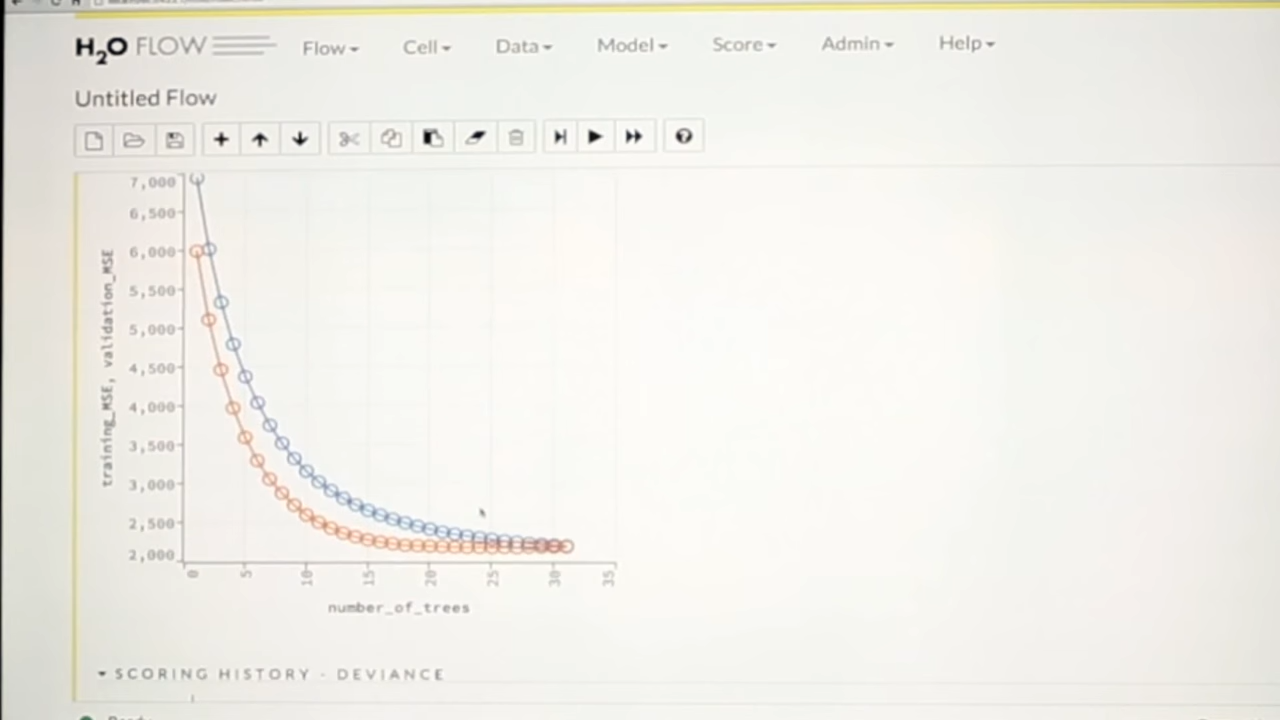 H2O FLOW Flow Cell Data Model Score Admin Help
Untitled Flow
7,000
6,500
6,000
5,500
5,000
4,500
4,000
3,500
3,000
2,500
2,000
training_MSE, validation_MSE
0 5 10 15 20 25 30 35
number_of_trees
SCORING HISTORY - DEVIANCE